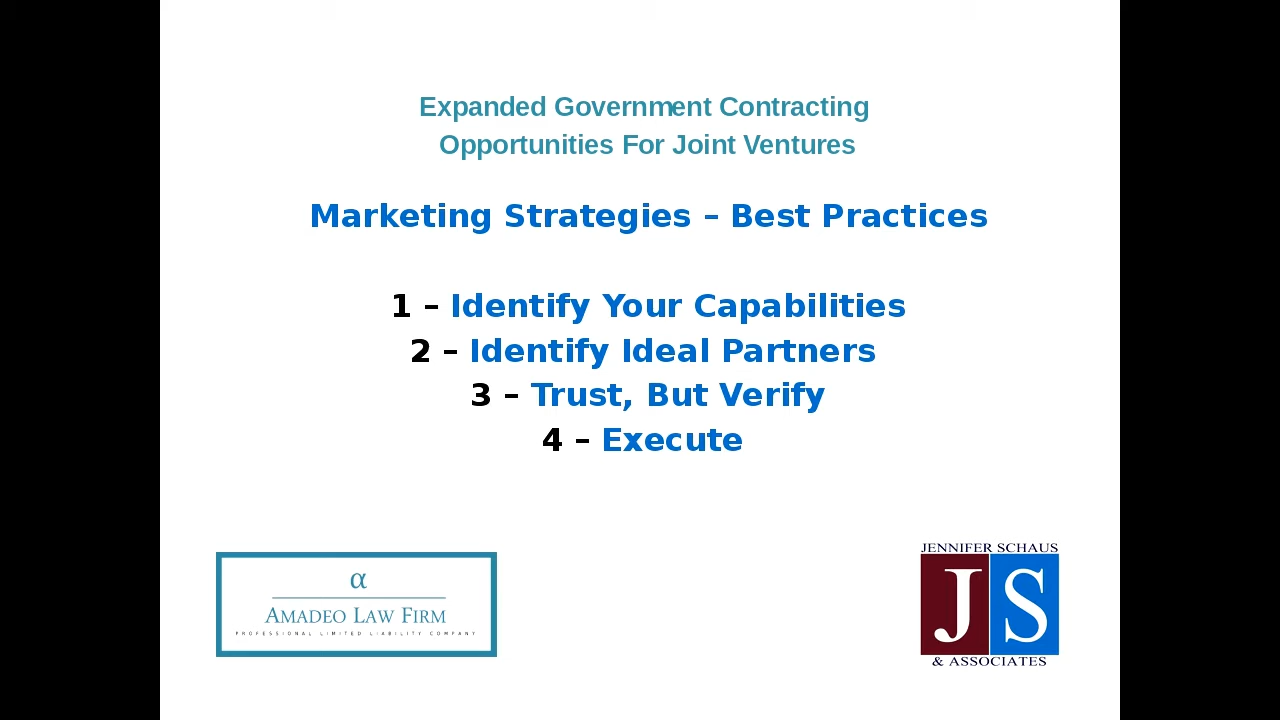 Expanded Government Contracting
Opportunities For Joint Ventures
Marketing Strategies – Best Practices
1 – Identify Your Capabilities
2 – Identify Ideal Partners
3 – Trust, But Verify
4 – Execute
α
AMADEO LAW FIRM
PROFESSIONAL LIMITED LIABILITY COMPANY
JENNIFER SCHAUS
JS
& ASSOCIATES